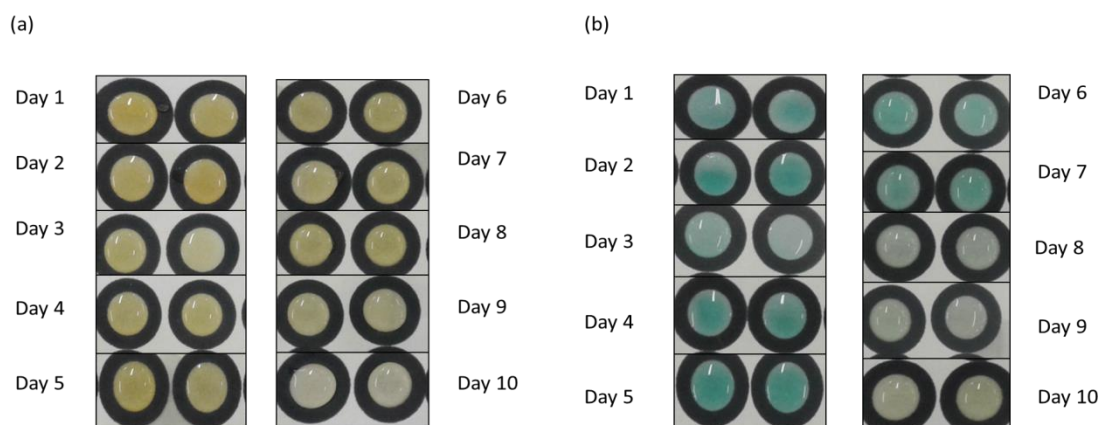 (a)
Day 1
Day 2
Day 3
Day 4
Day 5
Day 6
Day 7
Day 8
Day 9
Day 10
(b)
Day 1
Day 2
Day 3
Day 4
Day 5
Day 6
Day 7
Day 8
Day 9
Day 10